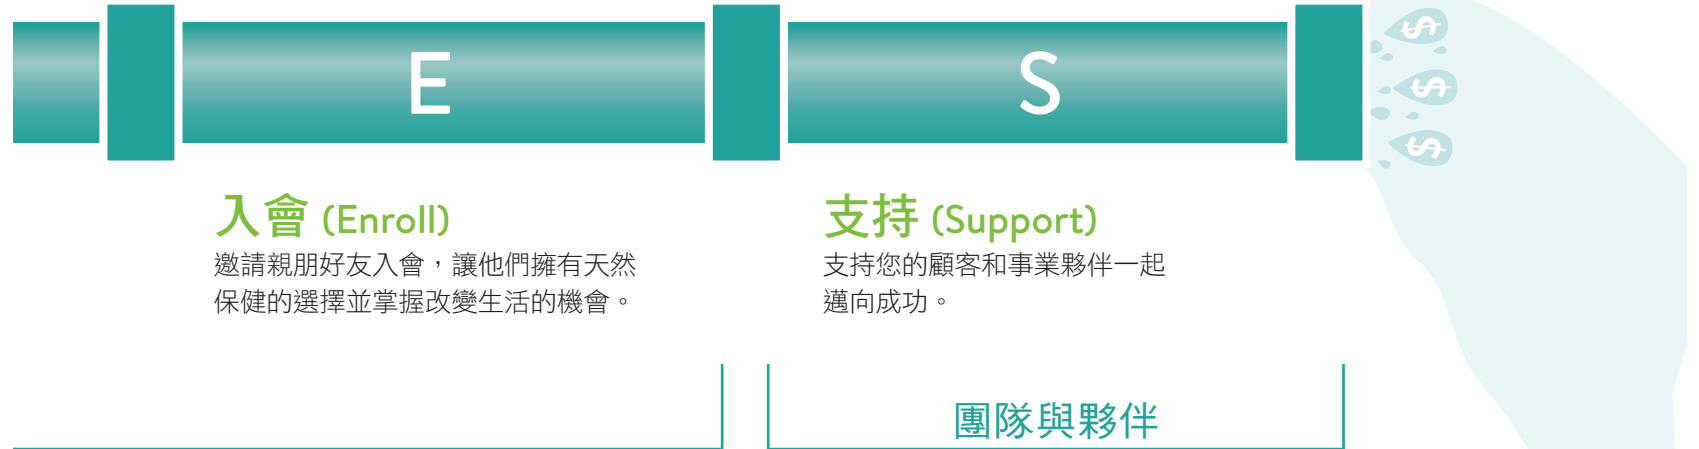 E
S
$
$
$
入會 (Enroll)
邀請親朋好友入會，讓他們擁有天然
保健的選擇並掌握改變生活的機會。
支持 (Support)
支持您的顧客和事業夥伴一起
邁向成功。
團隊與夥伴